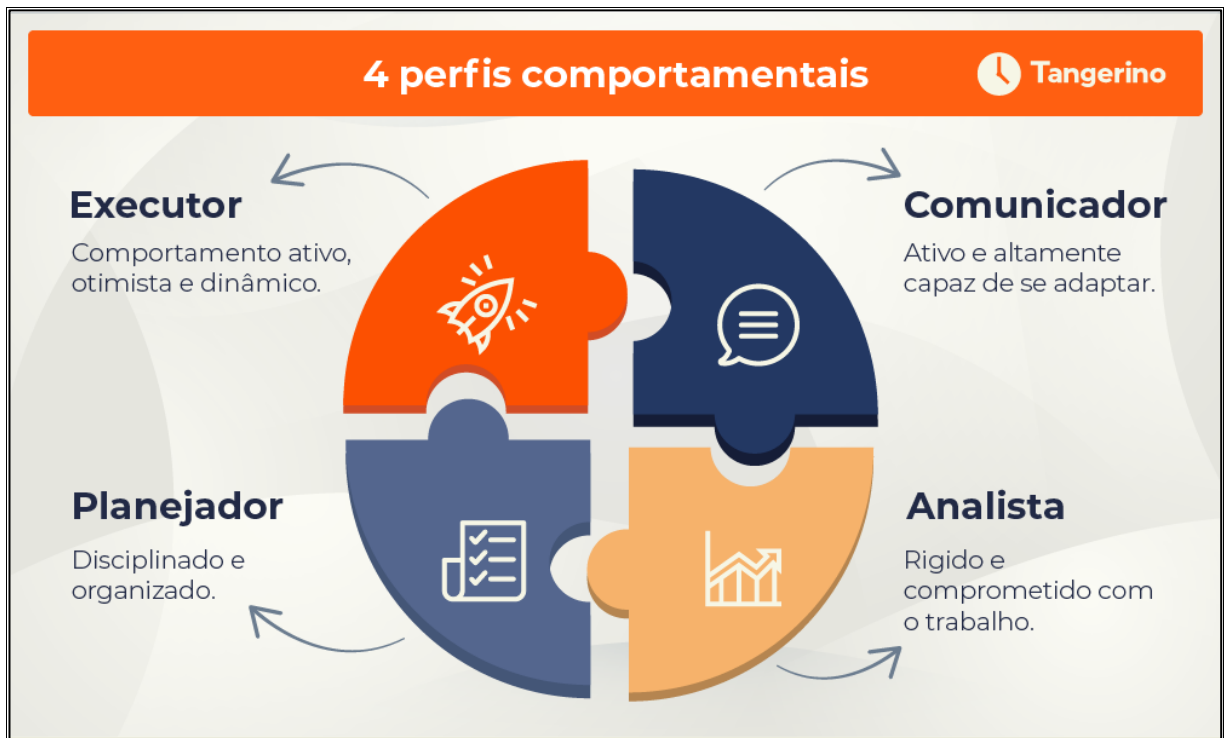 4 perfis comportamentais
Tangerino
Executor
Comportamento ativo,
otimista e dinâmico.
Comunicador
Ativo e altamente
capaz de se adaptar.
Planejador
Disciplinado e
organizado.
Analista
Rigido e
comprometido com
o trabalho.